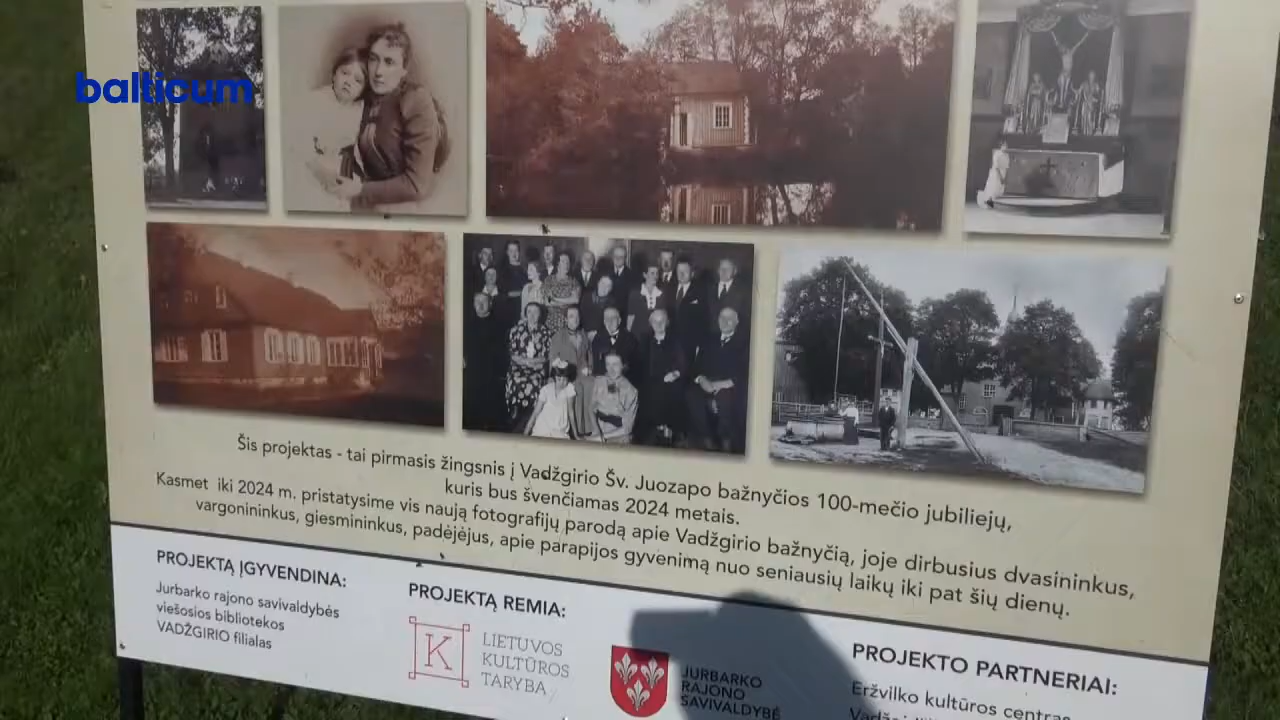 balticum
Šis projektas - tai pirmasis žingsnis į Vadžgirio Šv. Juozapo bažnyčios 100-mečio jubiliejų,
kuris bus švenčiamas 2024 metais.
Kasmet iki 2024 m. pristatysime vis naują fotografijų parodą apie Vadžgirio bažnyčią, joje dirbusius dvasininkus,
vargonininkus, giesmininkus, padėjėjus, apie parapijos gyvenimą nuo seniausių laikų iki pat šių dienų.
PROJEKTĄ ĮGYVENDINA:
Jurbarko rajono savivaldybės
viešosios bibliotekos
VADŽGIRIO filialas
PROJEKTĄ REMIA:
K
LIETUVOS
KULTŪROS
TARYBA
JURBARKO
RAJONO
SAVIVALDYBĖ
PROJEKTO PARTNERIAI:
Eržvilko kultūros centras